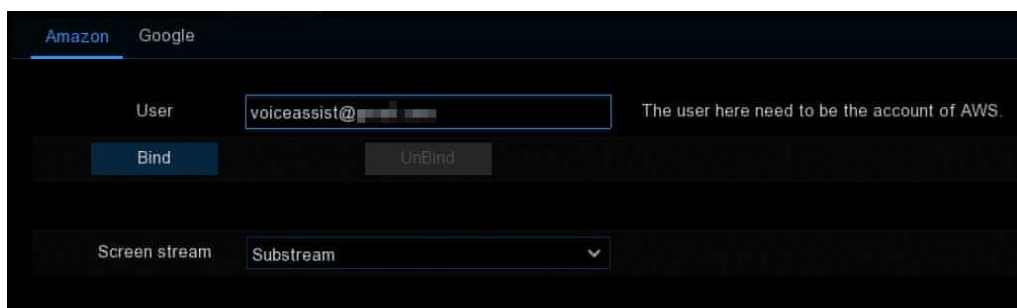 Amazon Google
User voiceassist@ The user here need to be the account of AWS.
Bind UnBind
Screen stream Substream